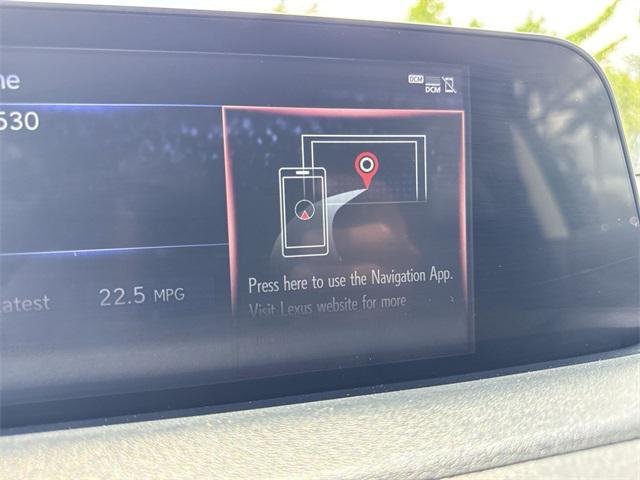 ne
DCM
DCM
530
Press here to use the Navigation App.
Visit Lexus website for more
Latest 22.5 MPG